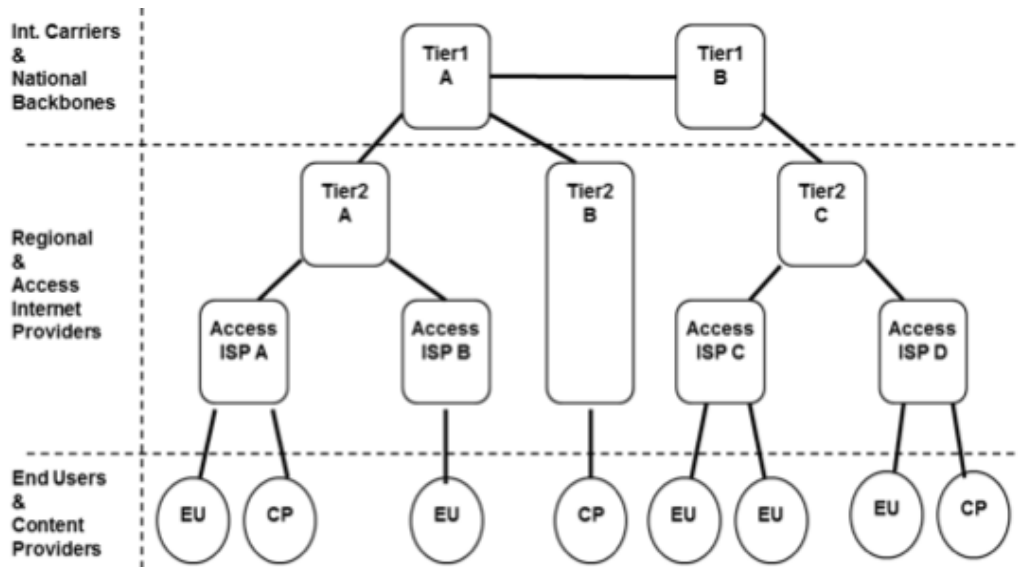 Int. Carriers
&
National
Backbones
Tier1
A
Tier1
B
Regional
&
Access
Internet
Providers
Tier2
A
Tier2
B
Tier2
C
Access
ISP A
Access
ISP B
Access
ISP C
Access
ISP D
End Users
&
Content
Providers
EU
CP
EU
CP
EU
EU
EU
CP